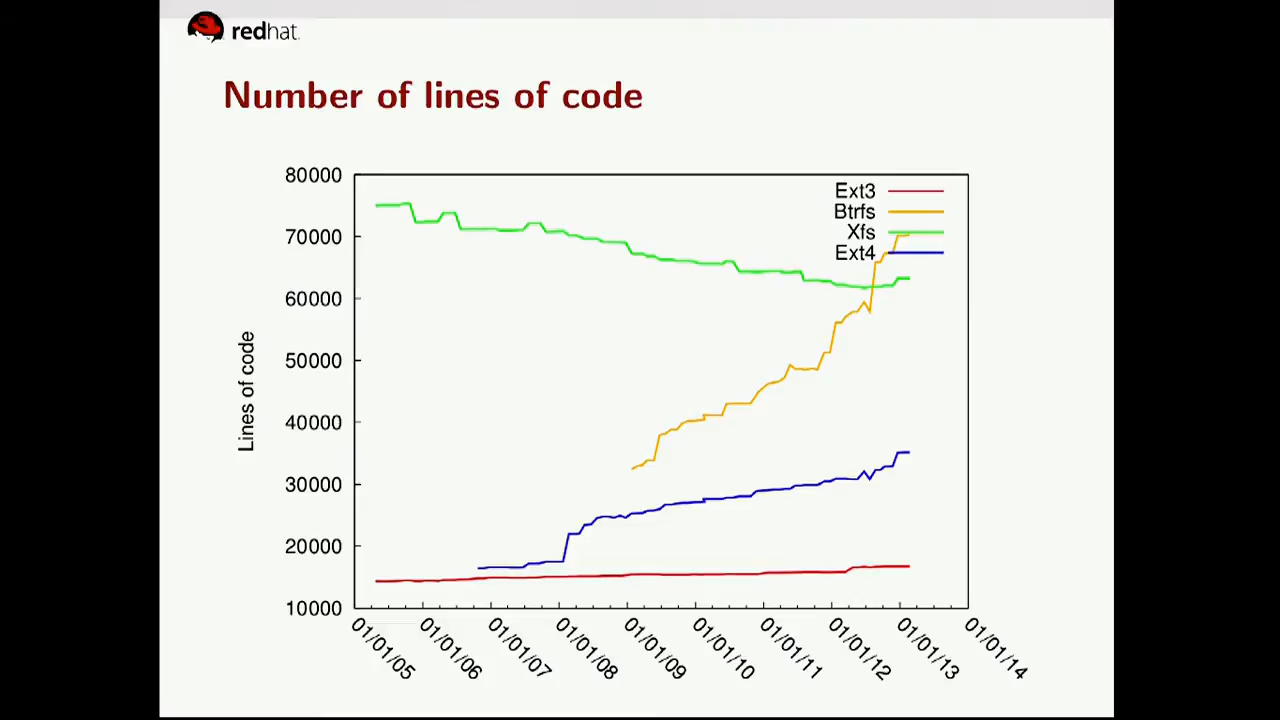 redhat.
Number of lines of code
80000
70000
60000
50000
40000
30000
20000
10000
Lines of code
Ext3
Btrfs
Xfs
Ext4
01/01/05
01/01/06
01/01/07
01/01/08
01/01/09
01/01/10
01/01/11
01/01/12
01/01/13
01/01/14